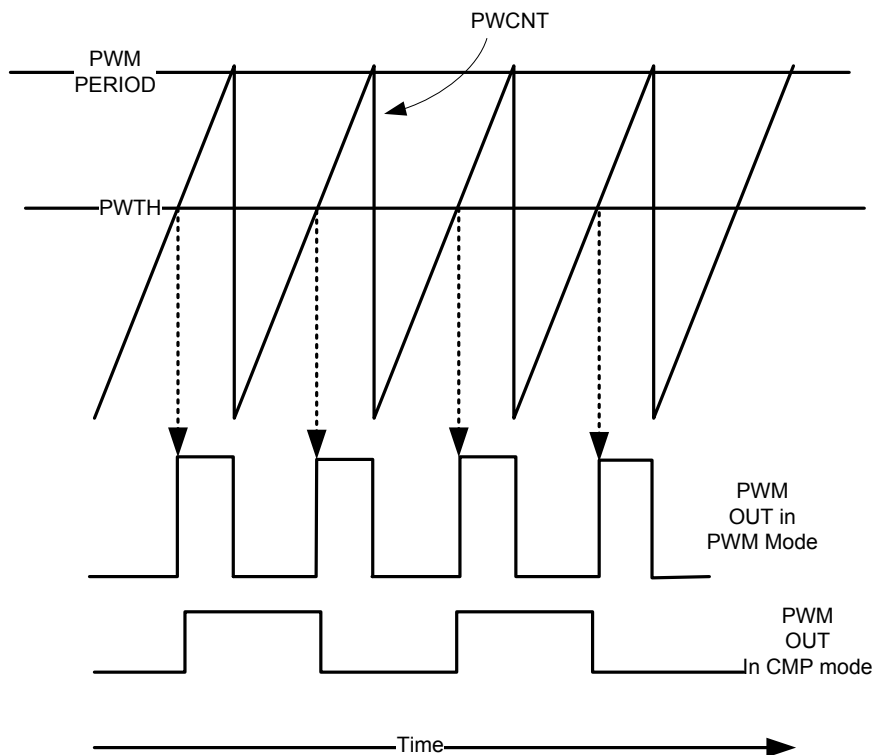 PWCNT
PWM
PERIOD
PWTH
PWM
OUT in
PWM Mode
PWM
OUT
In CMP mode
Time